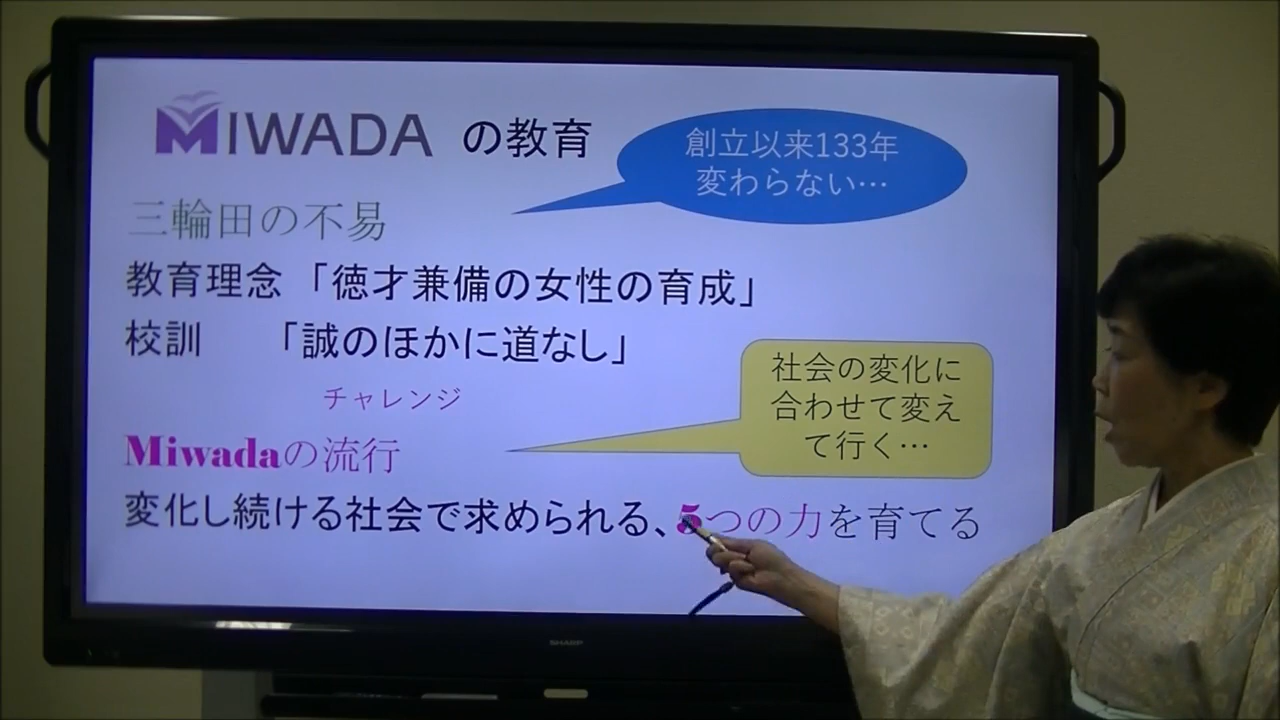 MIWADA の教育
創立以来133年
変わらない…
三輪田の不易
教育理念 「徳才兼備の女性の育成」
校訓 「誠のほかに道なし」
チャレンジ
社会の変化に
合わせて変え
て行く…
Miwadaの流行
変化し続ける社会で求められる、5つの力を育てる
SHARP